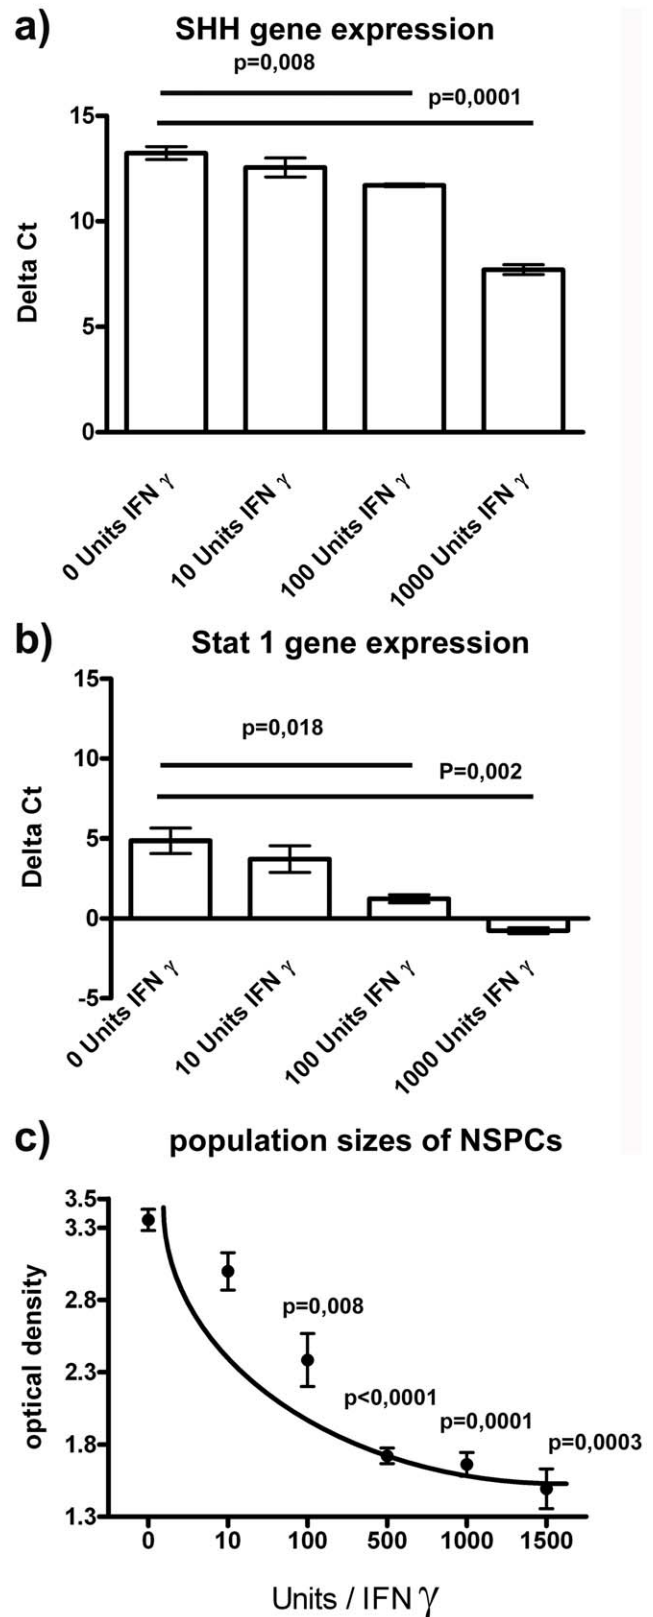 a)
SHH gene expression
p=0,008
p=0,0001
15
10
5
0
Delta Ct
0 Units IFN γ
10 Units IFN γ
100 Units IFN γ
1000 Units IFN γ
b)
Stat 1 gene expression
15
10
5
0
-5
Delta Ct
p=0,018
P=0,002
0 Units IFN γ
10 Units IFN γ
100 Units IFN γ
1000 Units IFN γ
c)
population sizes of NSPCs
3.5
3.3
2.8
2.3
1.8
1.3
optical density
p=0,008
p<0,0001
p=0,0001
p=0,0003
0 10 100 500 1000 1500
Units / IFN γ